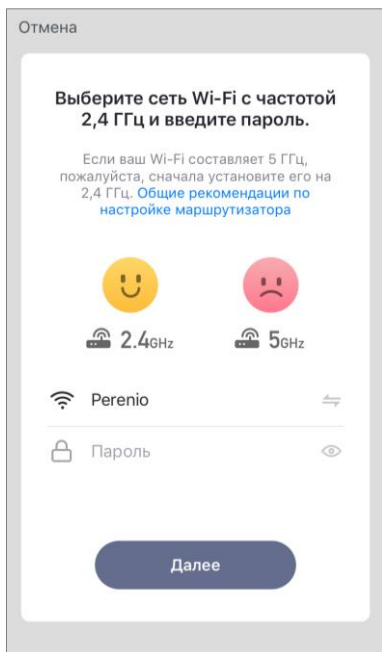 Отмена
Выберите сеть Wi-Fi с частотой
2,4 ГГц и введите пароль.
Если ваш Wi-Fi составляет 5 ГГц,
пожалуйста, сначала установите его на
2,4 ГГц. Общие рекомендации по
настройке маршрутизатора
2.4GHz 5GHz
Perenio
Пароль
Далее